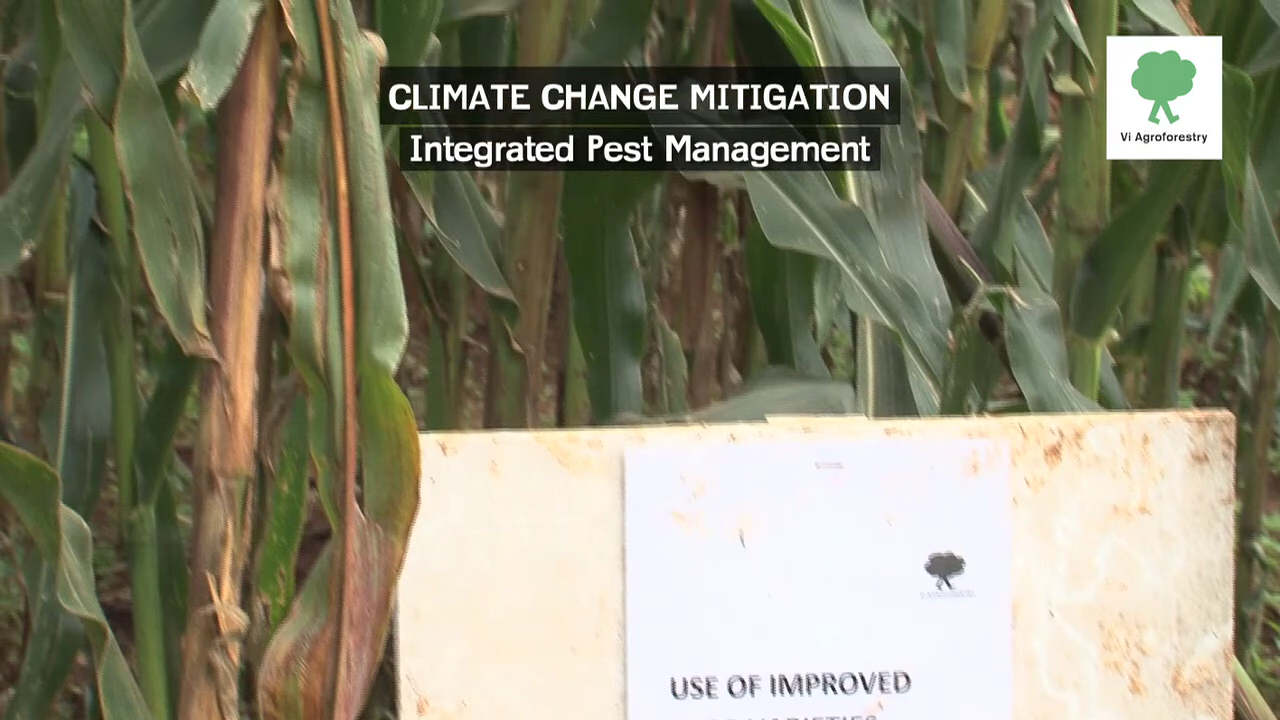 CLIMATE CHANGE MITIGATION
Integrated Pest Management
Vi Agroforestry
USE OF IMPROVED